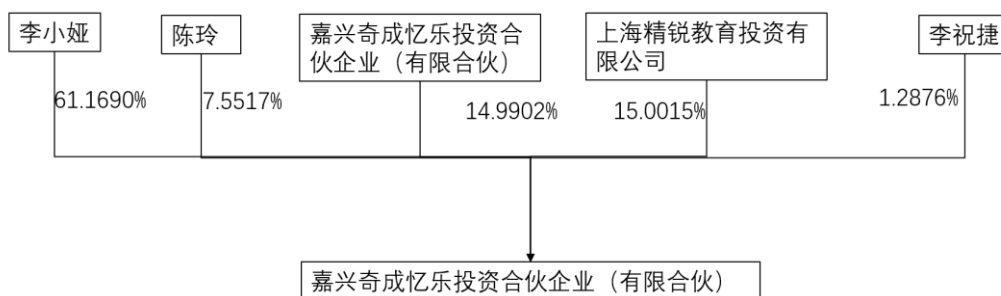 李小娅
陈玲
嘉兴奇成忆乐投资合
伙企业（有限合伙）
上海精锐教育投资有
限公司
李祝捷
61.1690%
7.5517%
14.9902%
15.0015%
1.2876%
嘉兴奇成忆乐投资合伙企业（有限合伙）